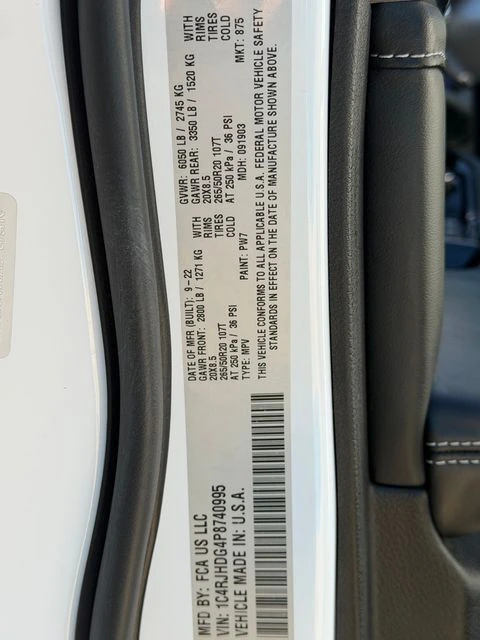 MFD BY: FCA US LLC
VIN: 1C4RJHDG4P8740995
VEHICLE MADE IN: U.S.A.
DATE OF MFR (BUILT): 9-22
GVWR: 6050 LB / 2745 KG
GAWR FRONT: 2800 LB / 1271 KG WITH
20X8.5 RIMS
265/50R20 107T TIRES
AT 250 kPa / 36 PSI COLD
GAWR REAR: 3350 LB / 1520 KG WITH
20X8.5 RIMS
265/50R20 107T TIRES
AT 250 kPa / 36 PSI COLD
TYPE: MPV
PAINT: PW7
MDH: 091903
MKT: 875
THIS VEHICLE CONFORMS TO ALL APPLICABLE U.S.A. FEDERAL MOTOR VEHICLE SAFETY
STANDARDS IN EFFECT ON THE DATE OF MANUFACTURE SHOWN ABOVE.